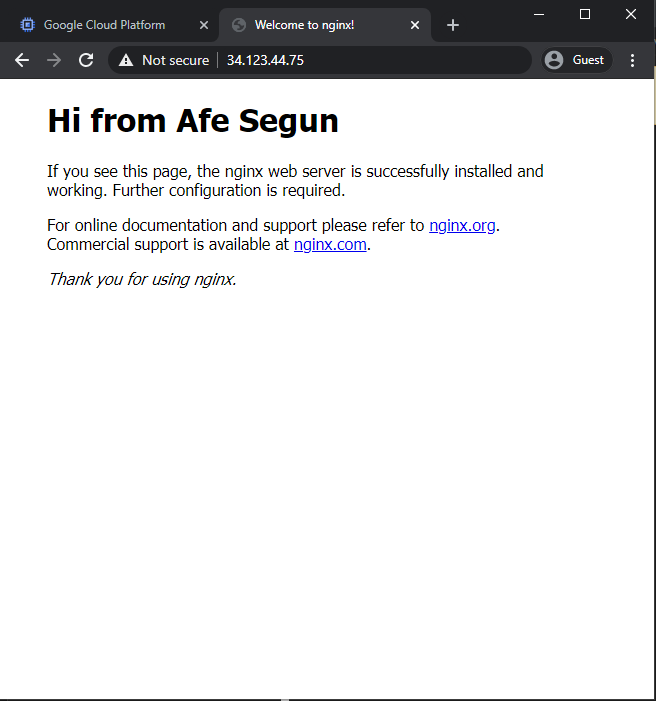 Google Cloud Platform
Welcome to nginx!
Not secure
34.123.44.75
Guest
Hi from Afe Segun
If you see this page, the nginx web server is successfully installed and
working. Further configuration is required.
For online documentation and support please refer to nginx.org.
Commercial support is available at nginx.com.
Thank you for using nginx.